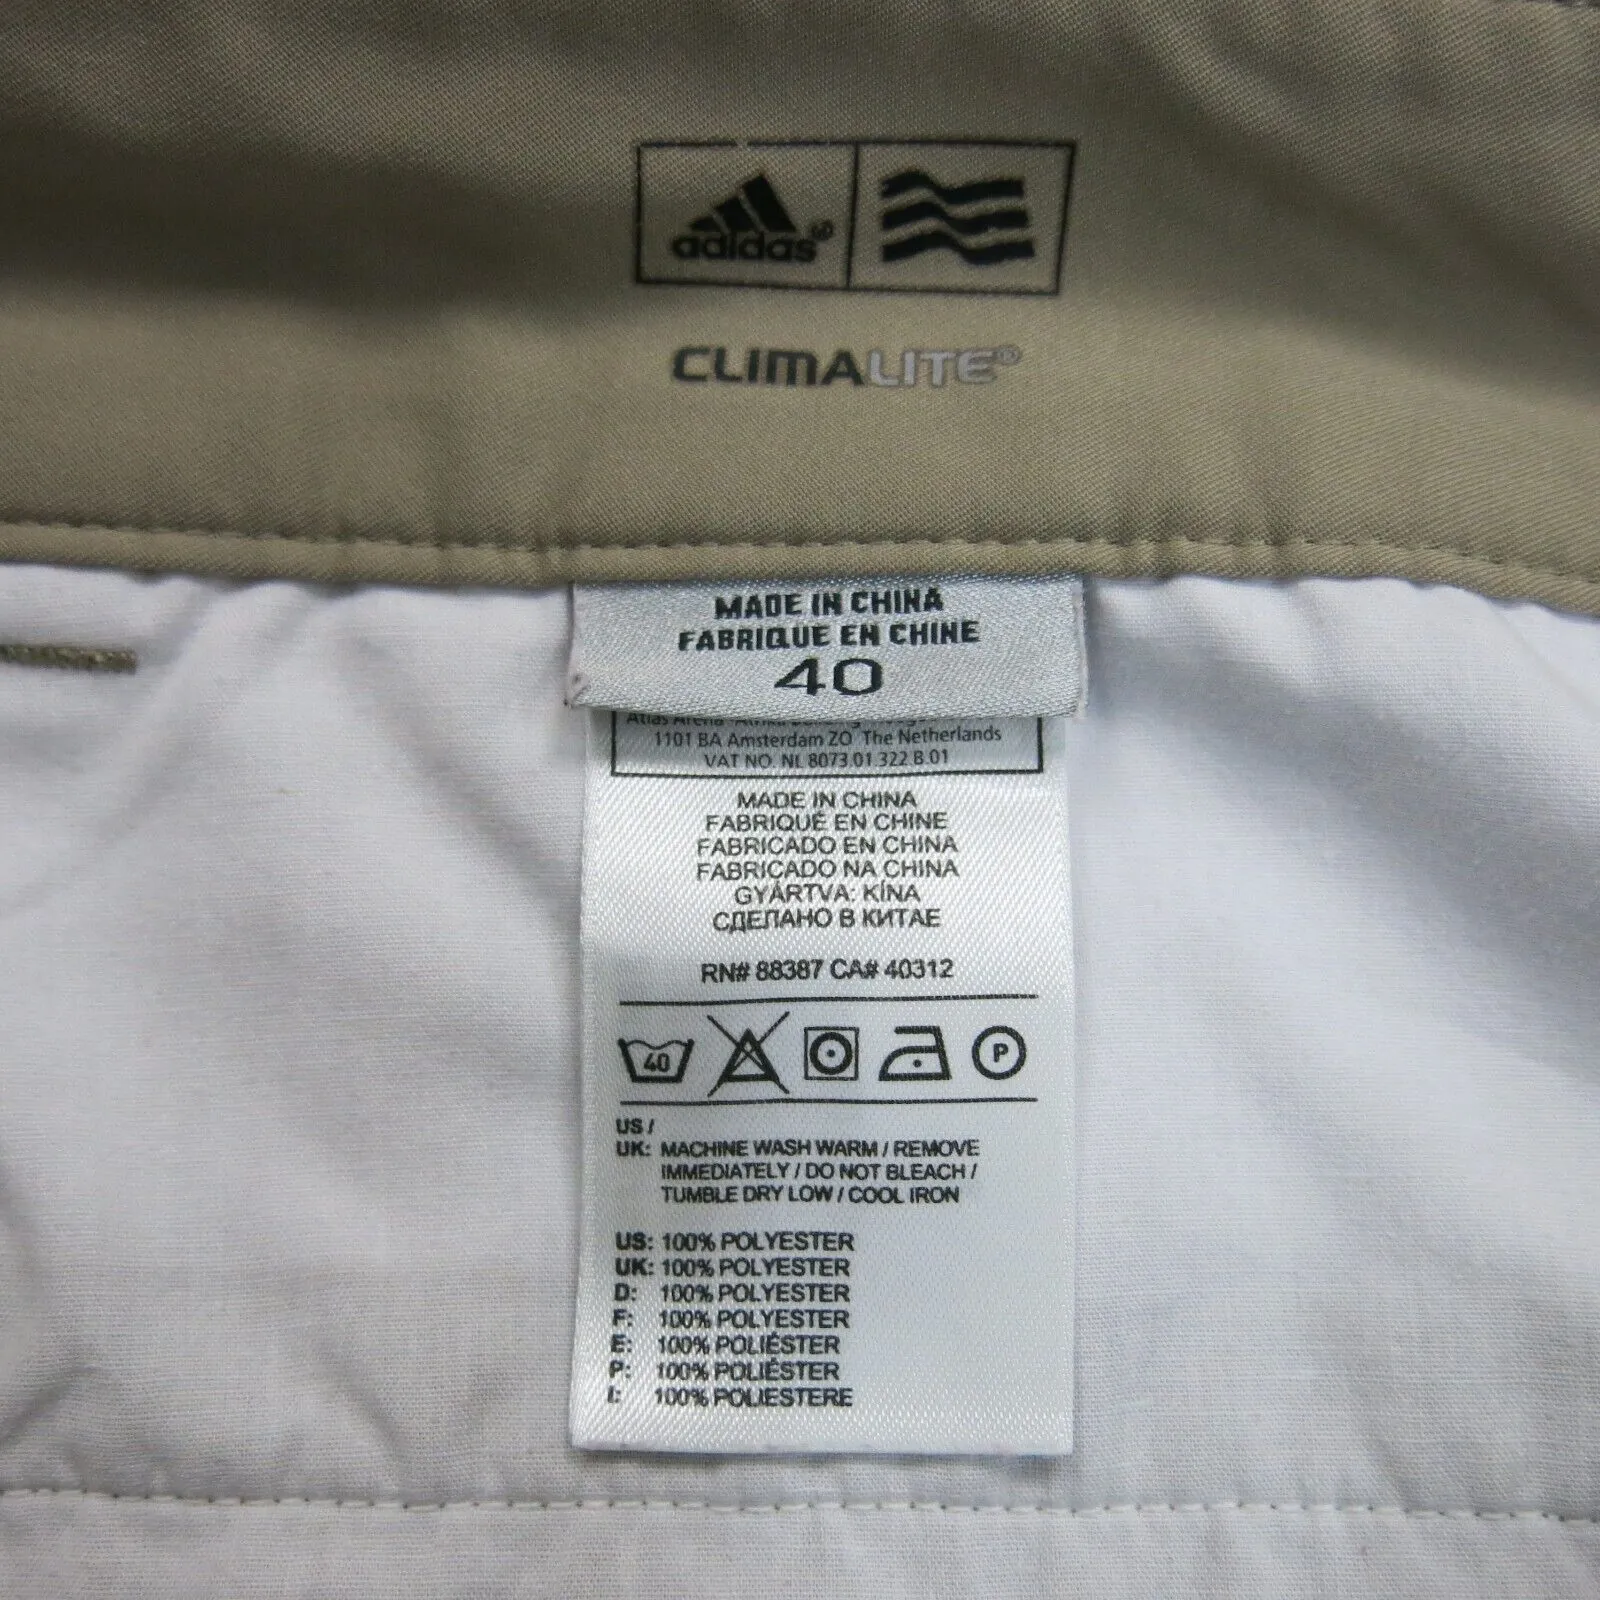 adidas
CLIMALITE®
MADE IN CHINA
FABRIQUE EN CHINE
40
1101 BA Amsterdam ZO The Netherlands
VAT NO. NL 8073.01.322.B.01
MADE IN CHINA
FABRIQUÉ EN CHINE
FABRICADO EN CHINA
FABRICADO NA CHINA
GYÁRTVA: KÍNA
СДЕЛАНО В КИТАЕ
RN# 88387 CA# 40312
40 P
US /
UK: MACHINE WASH WARM / REMOVE
IMMEDIATELY / DO NOT BLEACH /
TUMBLE DRY LOW / COOL IRON
US: 100% POLYESTER
UK: 100% POLYESTER
D: 100% POLYESTER
F: 100% POLYESTER
E: 100% POLIÉSTER
P: 100% POLIÉSTER
I: 100% POLIESTERE